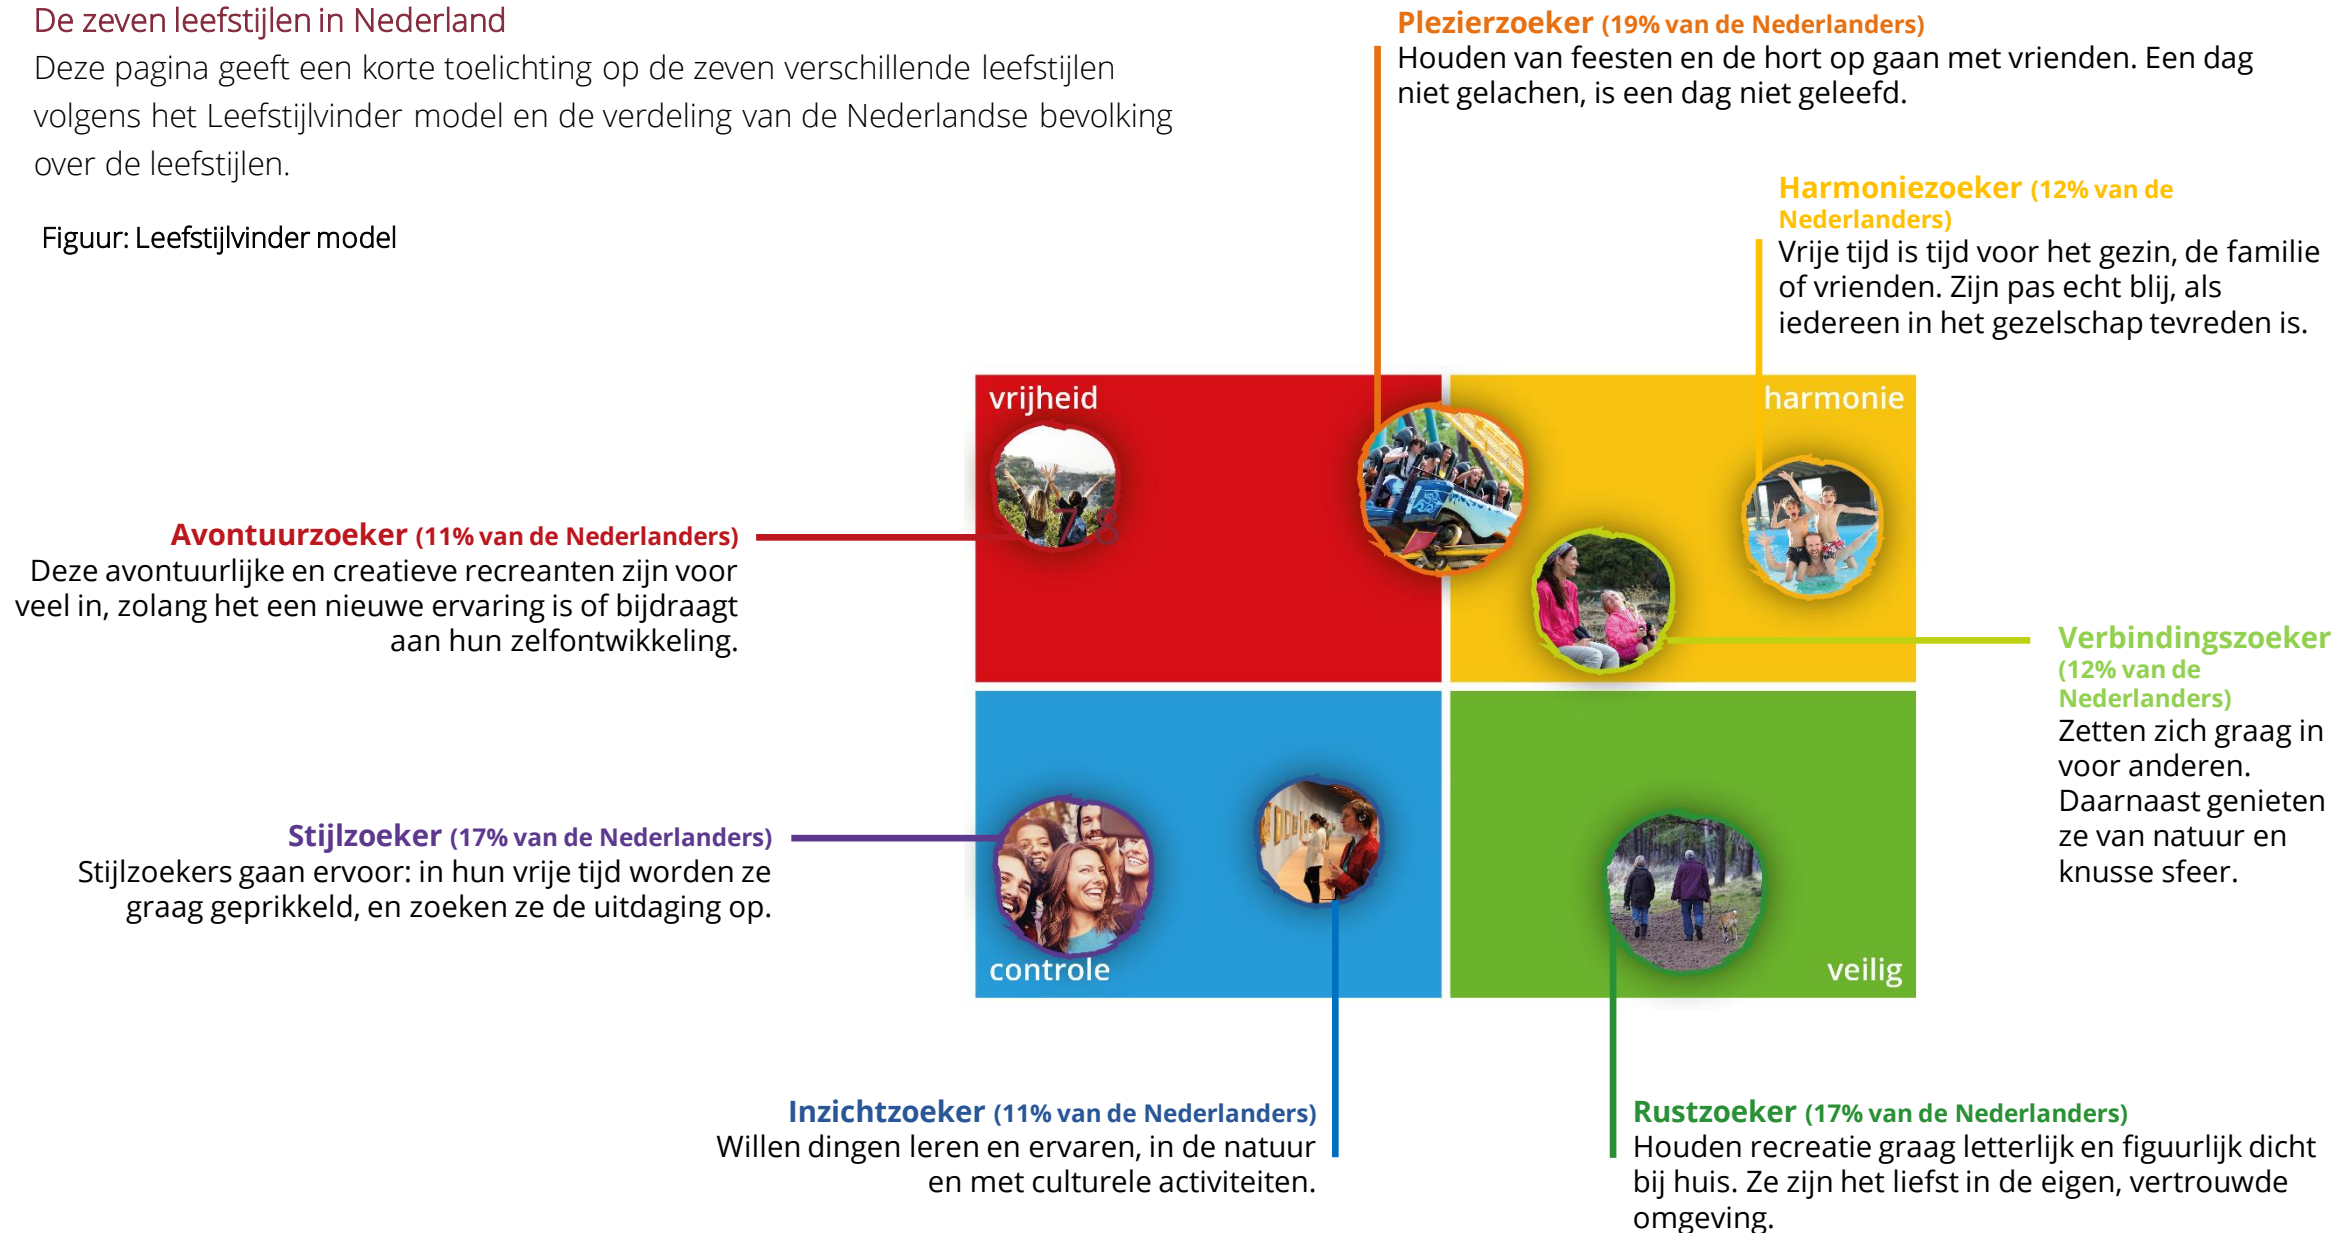 De zeven leefstijlen in Nederland
Deze pagina geeft een korte toelichting op de zeven verschillende leefstijlen
volgens het Leefstijlvinder model en de verdeling van de Nederlandse bevolking
over de leefstijlen.
Figuur: Leefstijlvinder model
Plezierzoeker (19% van de Nederlanders)
Houden van feesten en de hort op gaan met vrienden. Een dag
niet gelachen, is een dag niet geleefd.
Harmoniezoeker (12% van de
Nederlanders)
Vrije tijd is tijd voor het gezin, de familie
of vrienden. Zijn pas echt blij, als
iedereen in het gezelschap tevreden is.
vrijheid
harmonie
7 8
Avontuurzoeker (11% van de Nederlanders)
Deze avontuurlijke en creatieve recreanten zijn voor
veel in, zolang het een nieuwe ervaring is of bijdraagt
aan hun zelfontwikkeling.
Verbindingszoeker
(12% van de
Nederlanders)
Zetten zich graag in
voor anderen.
Daarnaast genieten
ze van natuur en
knusse sfeer.
Stijlzoeker (17% van de Nederlanders)
Stijlzoekers gaan ervoor: in hun vrije tijd worden ze
graag geprikkeld, en zoeken ze de uitdaging op.
controle
veilig
Inzichtzoeker (11% van de Nederlanders)
Willen dingen leren en ervaren, in de natuur
en met culturele activiteiten.
Rustzoeker (17% van de Nederlanders)
Houden recreatie graag letterlijk en figuurlijk dicht
bij huis. Ze zijn het liefst in de eigen, vertrouwde
omgeving.